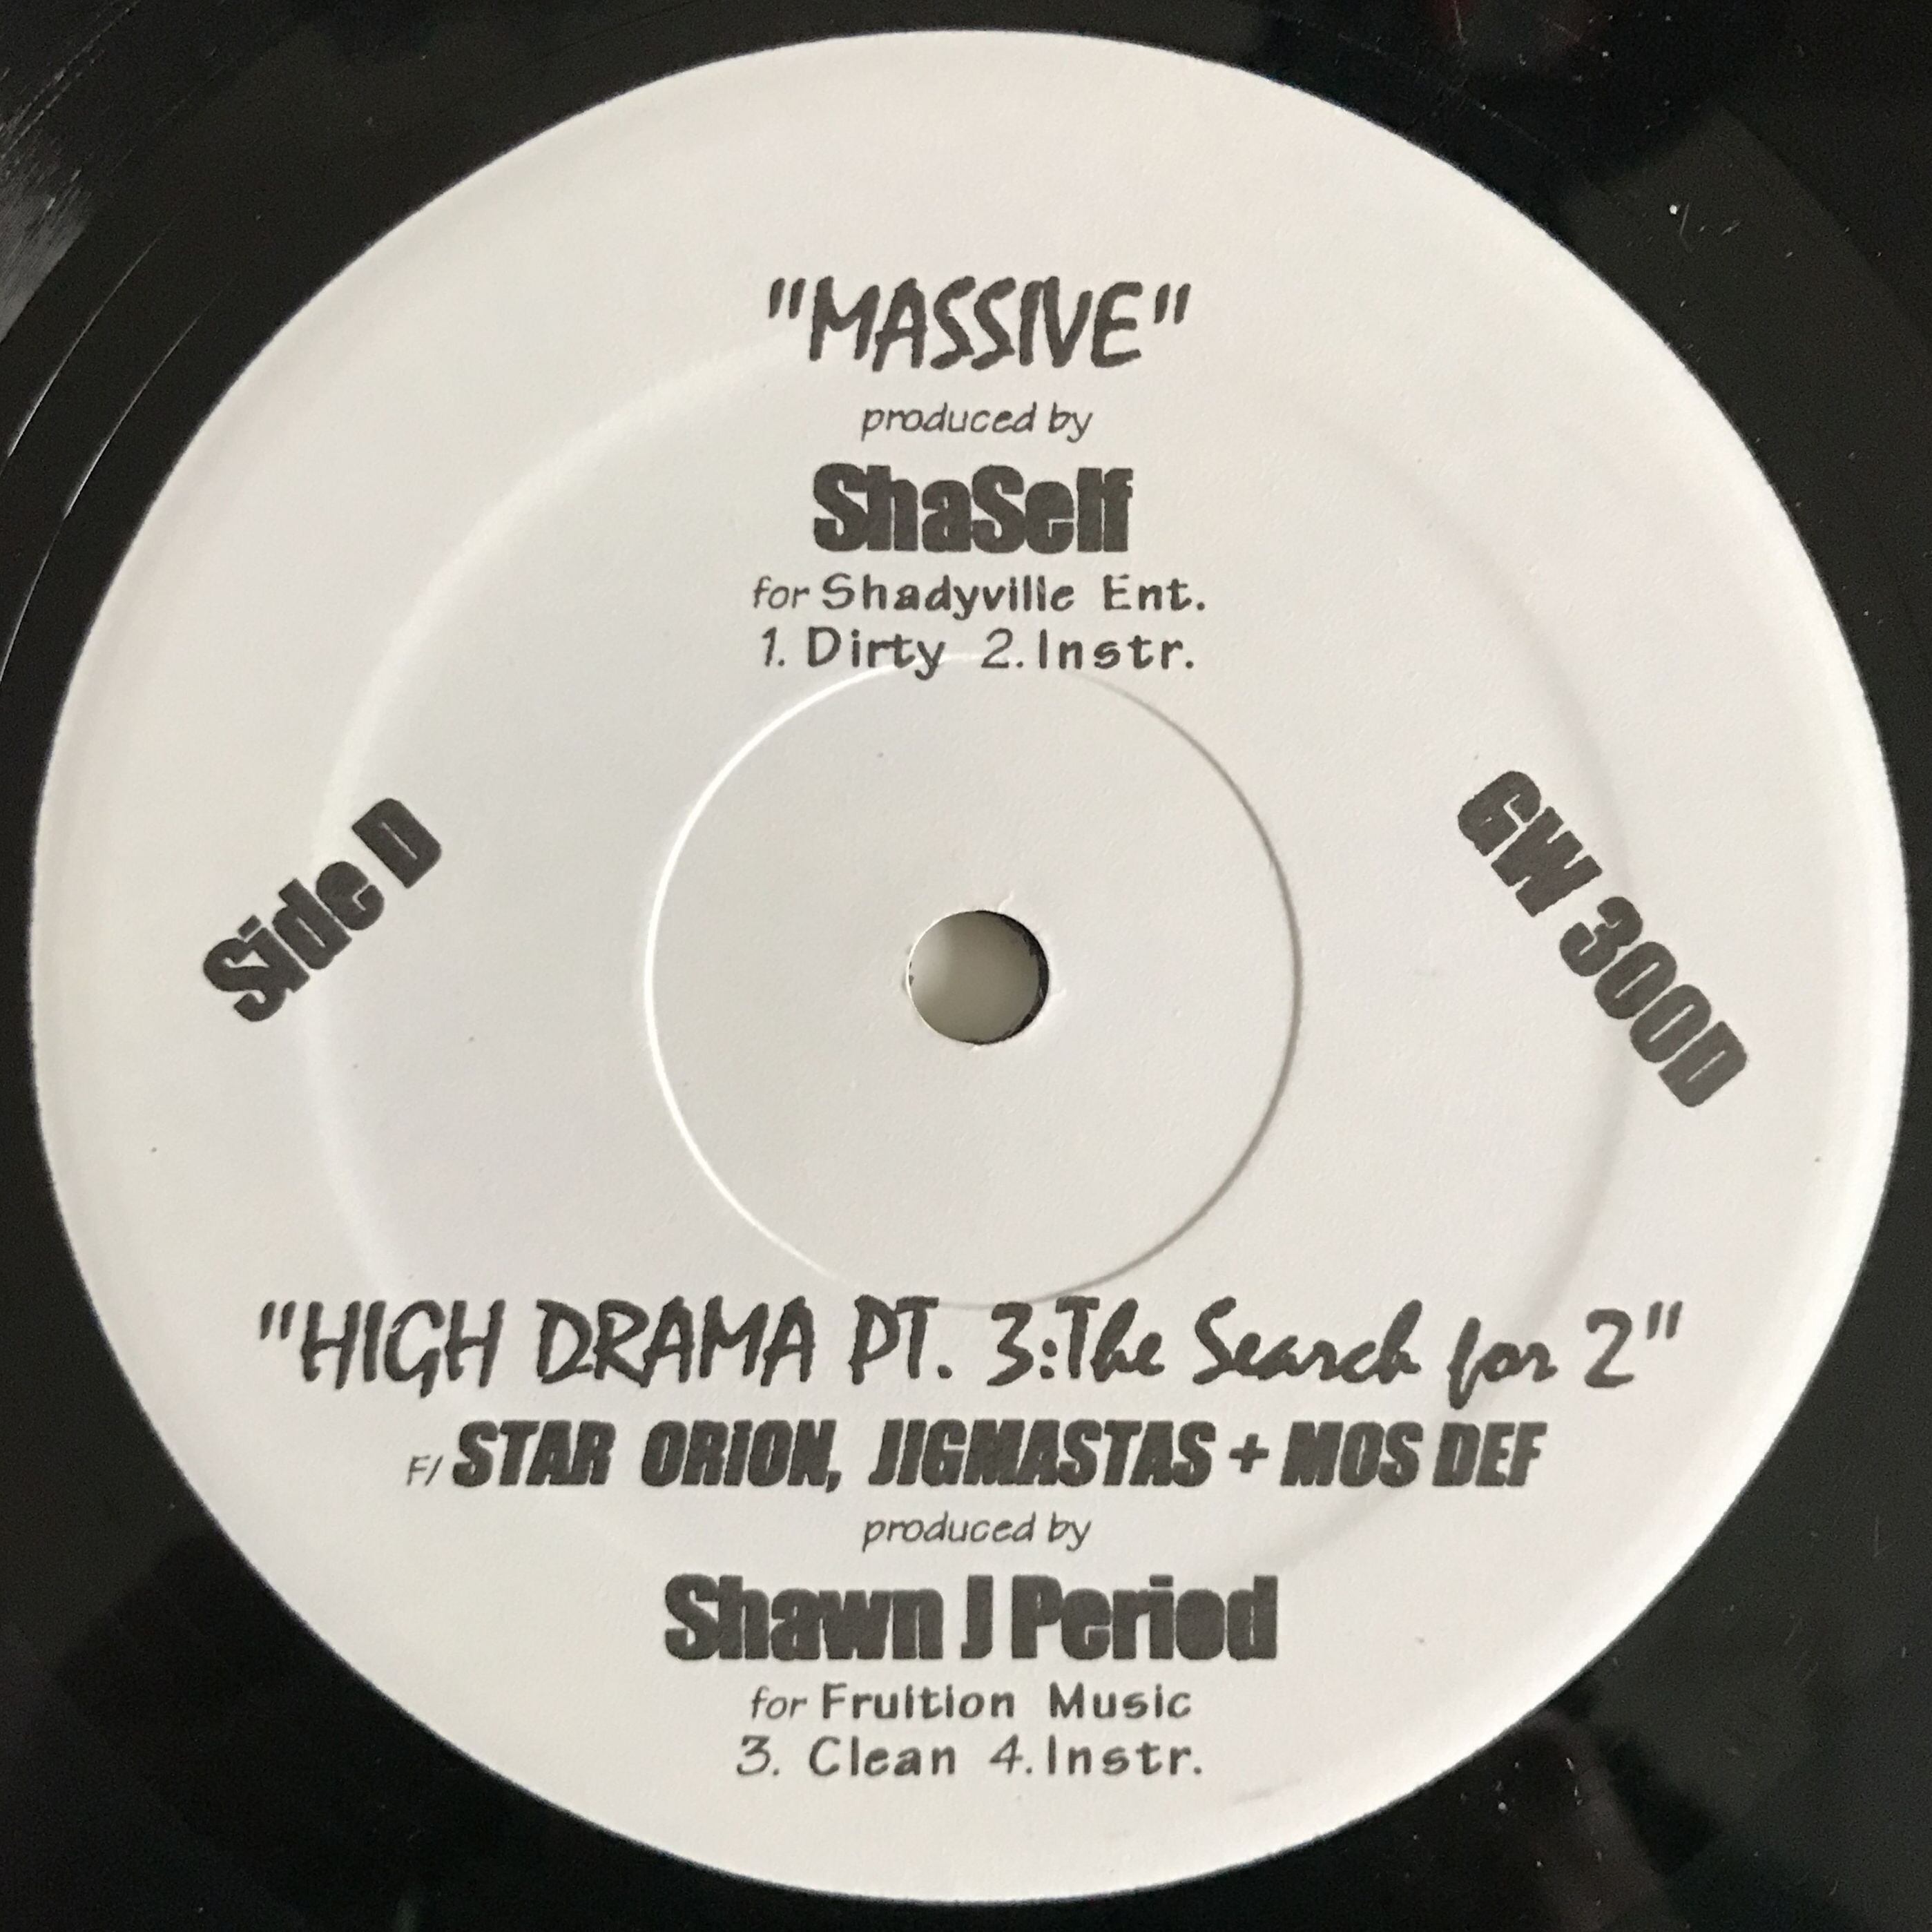 "MASSIVE"
produced by
ShaSelf
for Shadyville Ent.
1. Dirty 2. Instr.
Side D
GW 300D
"HIGH DRAMA PT. 3:The Search for 2"
F/ STAR ORION, JIGMASTAS + MOS DEF
produced by
Shawn J Period
for Fruition Music
3. Clean 4. Instr.